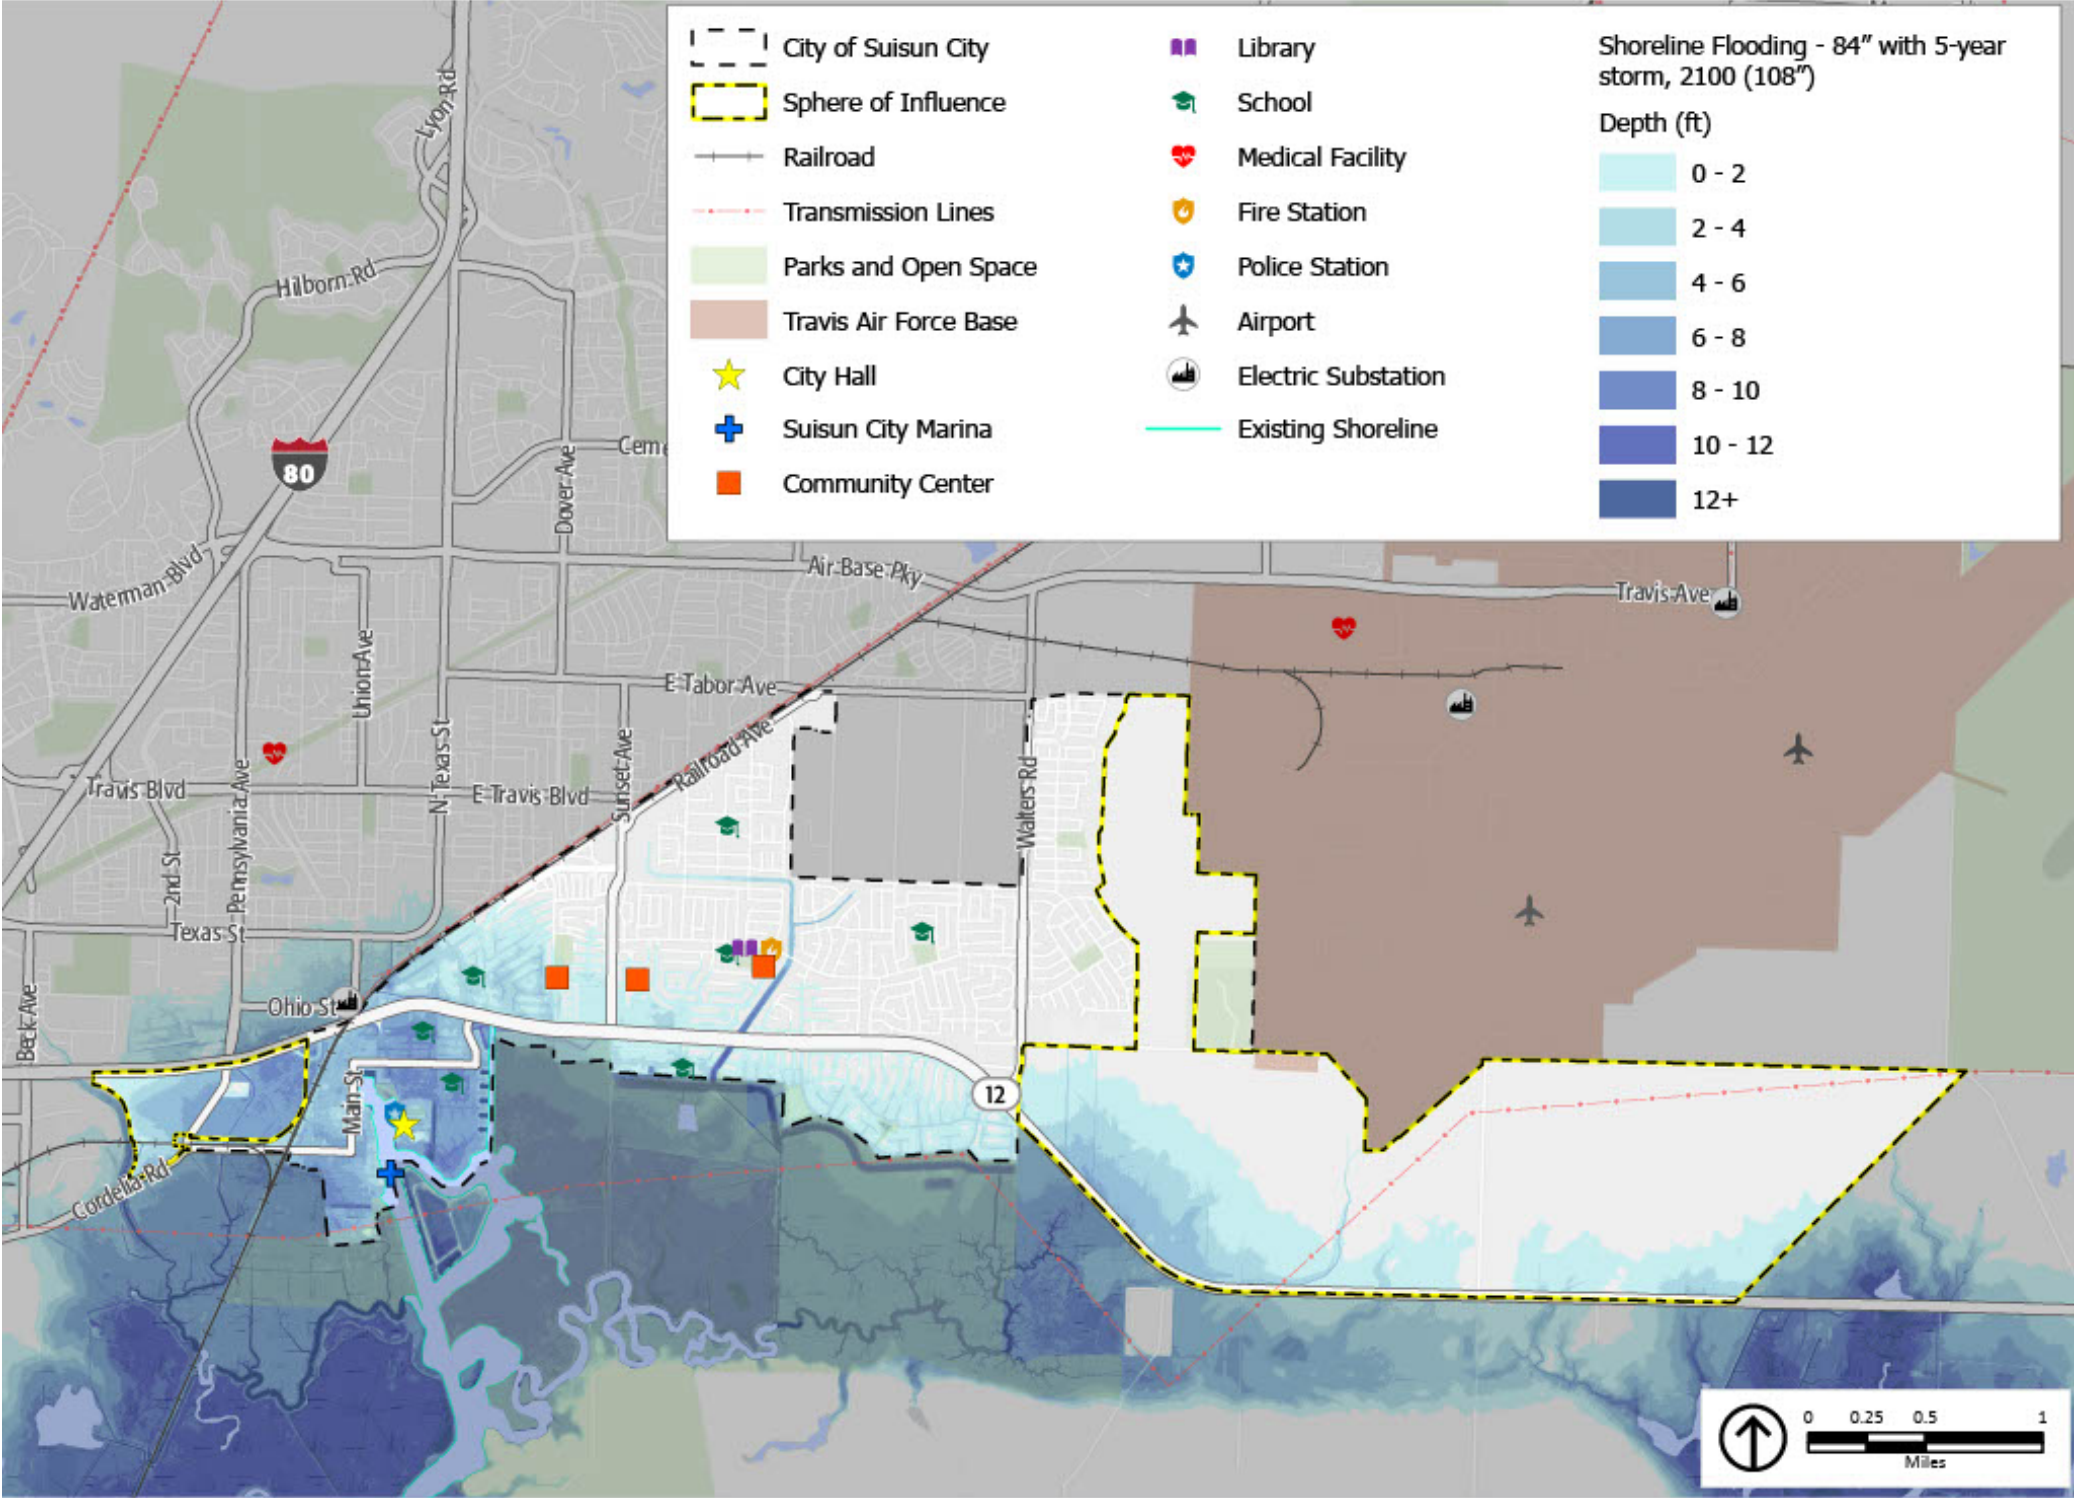 City of Suisun City
Sphere of Influence
Railroad
Transmission Lines
Parks and Open Space
Travis Air Force Base
City Hall
Suisun City Marina
Community Center
Library
School
Medical Facility
Fire Station
Police Station
Airport
Electric Substation
Existing Shoreline
Shoreline Flooding - 84” with 5-year
storm, 2100 (108”)
Depth (ft)
0 - 2
2 - 4
4 - 6
6 - 8
8 - 10
10 - 12
12+
Lyon Rd
Hilborn Rd
80
Ceme
Dover Ave
Waterman Blvd
Air Base Pky
Travis Ave
Union Ave
E Tabor Ave
N Texas St
Railroad Ave
Sunset Ave
Walters Rd
Travis Blvd
E Travis Blvd
Pennsylvania Ave
2nd St
Texas St
Beck Ave
Ohio St
Main St
12
Cordelia Rd
0 0.25 0.5 1
Miles